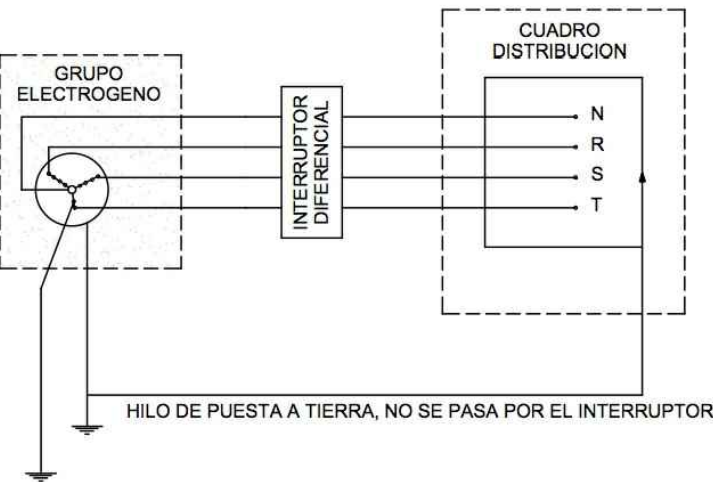 CUADRO
DISTRIBUCION
GRUPO
ELECTROGENO
INTERRUPTOR
DIFERENCIAL
N
R
S
T
HILO DE PUESTA A TIERRA, NO SE PASA POR EL INTERRUPTOR